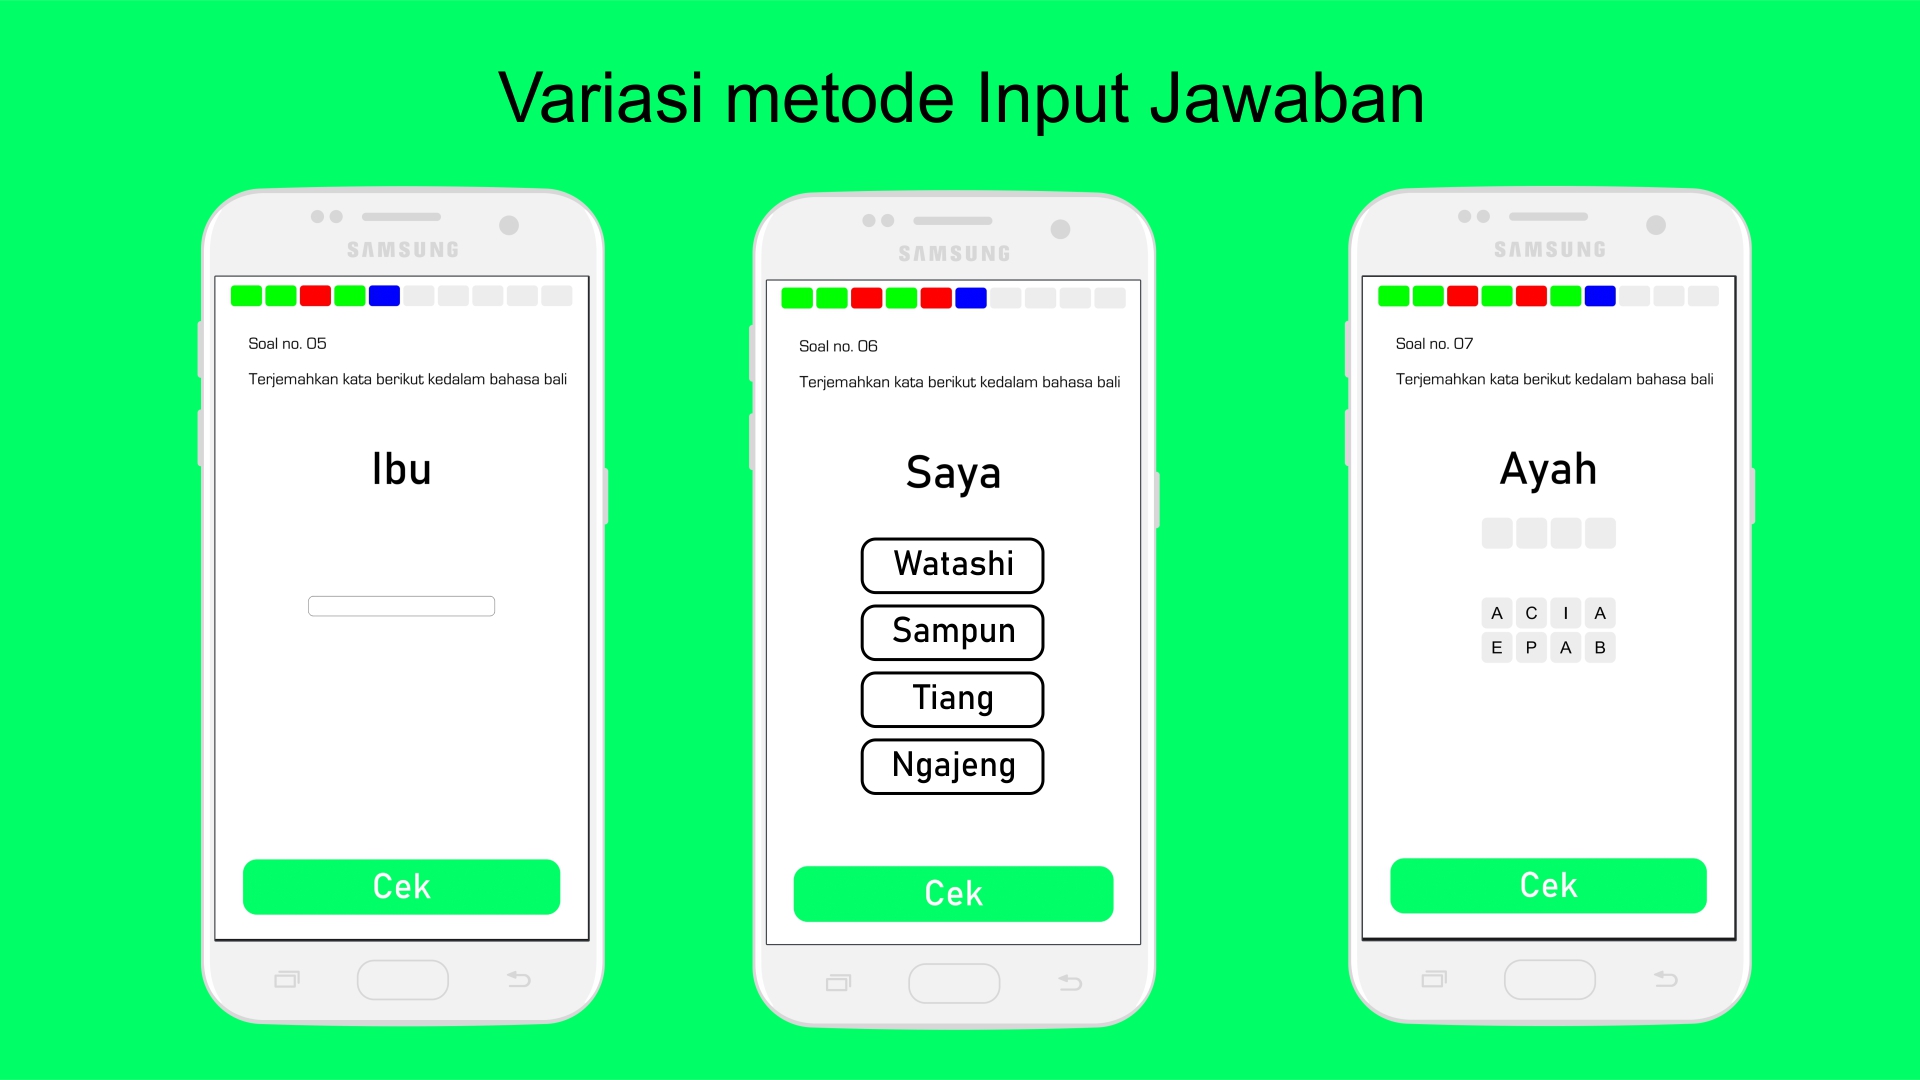 Variasi metode Input Jawaban
SAMSUNG
Soal no. 05
Terjemahkan kata berikut kedalam bahasa bali
Ibu
Cek
SAMSUNG
Soal no. 06
Terjemahkan kata berikut kedalam bahasa bali
Saya
Watashi
Sampun
Tiang
Ngajeng
Cek
SAMSUNG
Soal no. 07
Terjemahkan kata berikut kedalam bahasa bali
Ayah
A C I A
E P A B
Cek